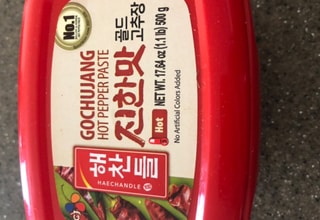 No.1
골드
고추장
GOCHUJANG
HOT PEPPER PASTE
진한맛
Hot
NET WT. 17.64 oz (1.1 lb) 500 g
No Artificial Colors Added
해찬들
HAECHANDLE
CJ